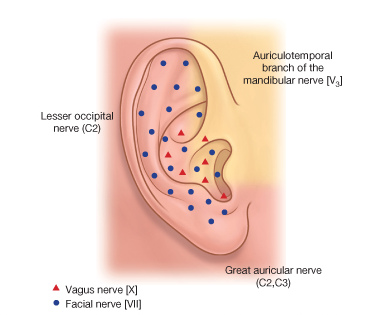 Auriculotemporal
branch of the
mandibular nerve [V3]
Lesser occipital
nerve (C2)
Great auricular nerve
(C2,C3)
Vagus nerve [X]
Facial nerve [VII]